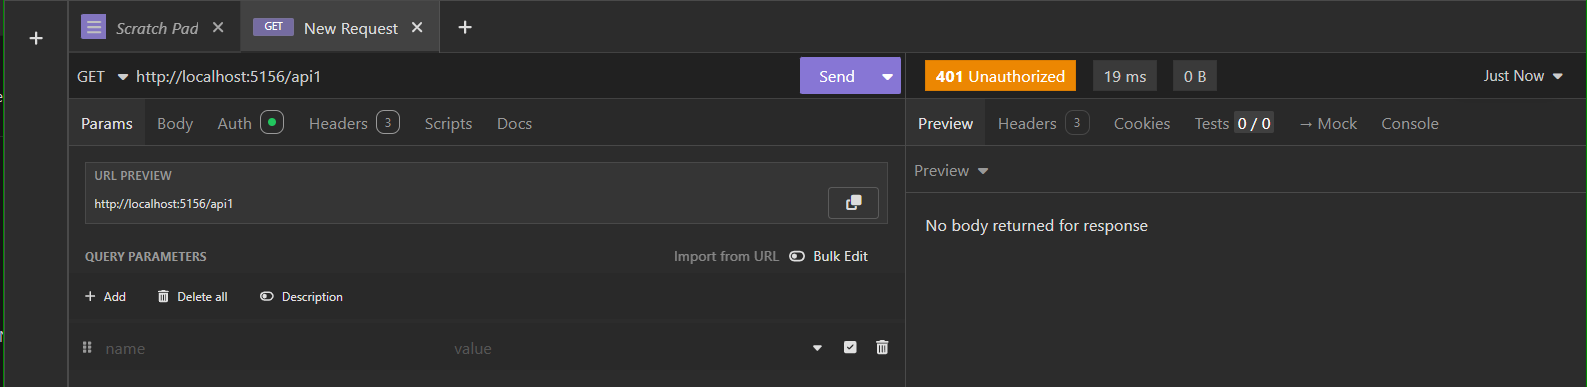 Scratch Pad
GET New Request
GET http://localhost:5156/api1 Send
401 Unauthorized 19 ms 0 B Just Now
Params Body Auth Headers 3 Scripts Docs
Preview Headers 3 Cookies Tests 0 / 0 → Mock Console
URL PREVIEW
http://localhost:5156/api1
Preview
No body returned for response
QUERY PARAMETERS Import from URL Bulk Edit
Add Delete all Description
name value